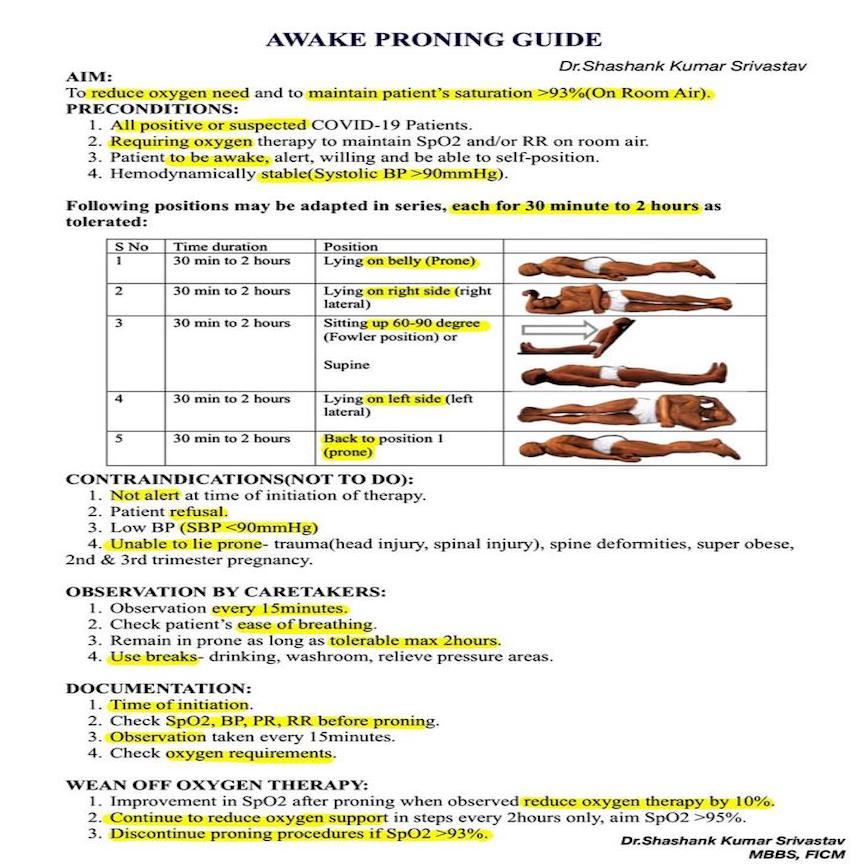 AWAKE PRONING GUIDE
Dr.Shashank Kumar Srivastav
AIM:
To reduce oxygen need and to maintain patient's saturation >93%(On Room Air).
PRECONDITIONS:
1. All positive or suspected COVID-19 Patients.
2. Requiring oxygen therapy to maintain SpO2 and/or RR on room air.
3. Patient to be awake, alert, willing and be able to self-position.
4. Hemodynamically stable(Systolic BP >90mmHg).
Following positions may be adapted in series, each for 30 minute to 2 hours as
tolerated:
S No Time duration Position
1 30 min to 2 hours Lying on belly (Prone)
2 30 min to 2 hours Lying on right side (right
lateral)
3 30 min to 2 hours Sitting up 60-90 degree
(Fowler position) or
Supine
4 30 min to 2 hours Lying on left side (left
lateral)
5 30 min to 2 hours Back to position 1
(prone)
CONTRAINDICATIONS(NOT TO DO):
1. Not alert at time of initiation of therapy.
2. Patient refusal.
3. Low BP (SBP <90mmHg)
4. Unable to lie prone- trauma(head injury, spinal injury), spine deformities, super obese,
2nd & 3rd trimester pregnancy.
OBSERVATION BY CARETAKERS:
1. Observation every 15minutes.
2. Check patient's ease of breathing.
3. Remain in prone as long as tolerable max 2hours.
4. Use breaks- drinking, washroom, relieve pressure areas.
DOCUMENTATION:
1. Time of initiation.
2. Check SpO2, BP, PR, RR before proning.
3. Observation taken every 15minutes.
4. Check oxygen requirements.
WEAN OFF OXYGEN THERAPY:
1. Improvement in SpO2 after proning when observed reduce oxygen therapy by 10%.
2. Continue to reduce oxygen support in steps every 2hours only, aim SpO2 >95%.
3. Discontinue proning procedures if SpO2 >93%.
Dr.Shashank Kumar Srivastav
MBBS, FICM